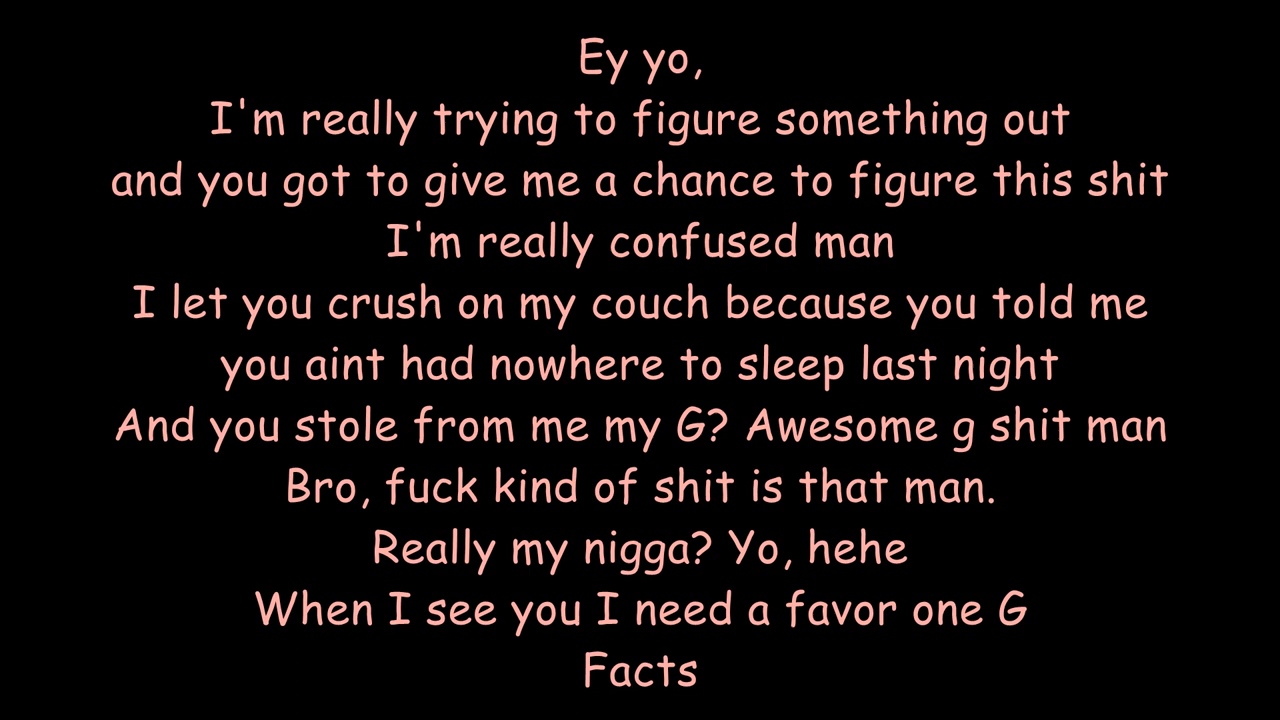 Ey yo,
I'm really trying to figure something out
and you got to give me a chance to figure this shit
I'm really confused man
I let you crush on my couch because you told me
you aint had nowhere to sleep last night
And you stole from me my G? Awesome g shit man
Bro, fuck kind of shit is that man.
Really my nigga? Yo, hehe
When I see you I need a favor one G
Facts